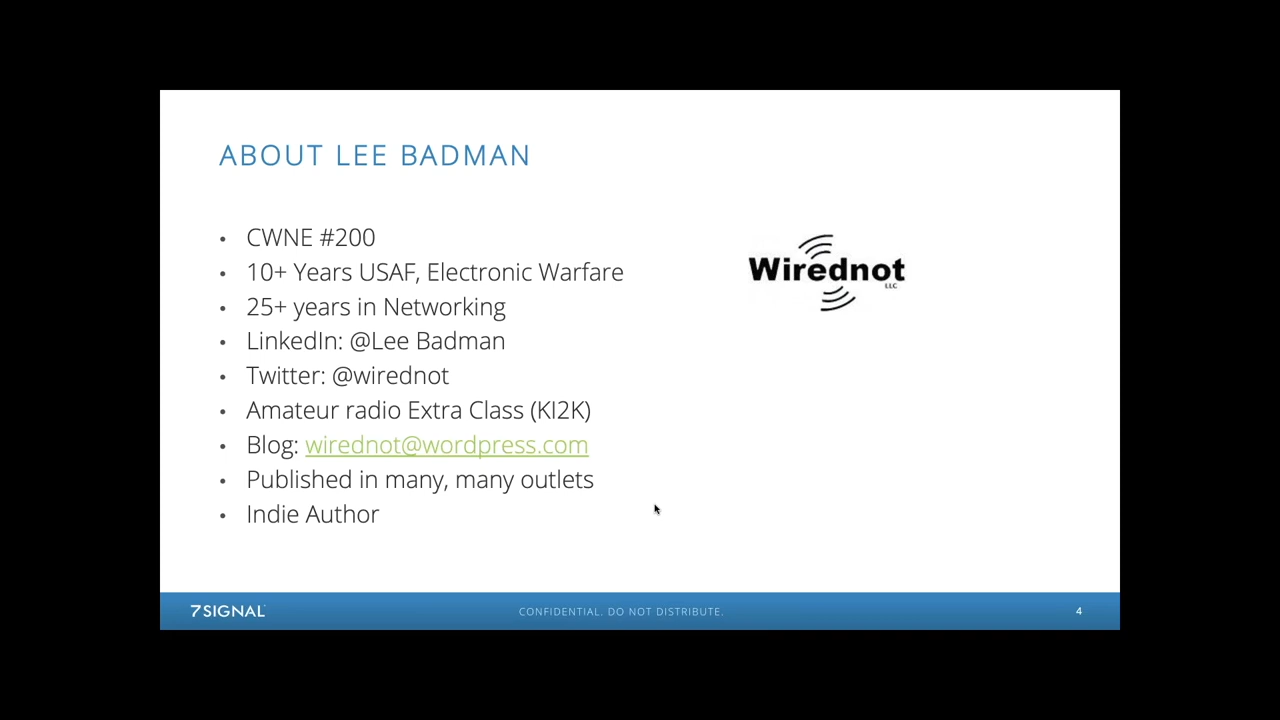 ABOUT LEE BADMAN
• CWNE #200
• 10+ Years USAF, Electronic Warfare
• 25+ years in Networking
• LinkedIn: @Lee Badman
• Twitter: @wirednot
• Amateur radio Extra Class (KI2K)
• Blog: wirednot@wordpress.com
• Published in many, many outlets
• Indie Author
Wirednot
LLC
7SIGNAL
CONFIDENTIAL. DO NOT DISTRIBUTE.
4